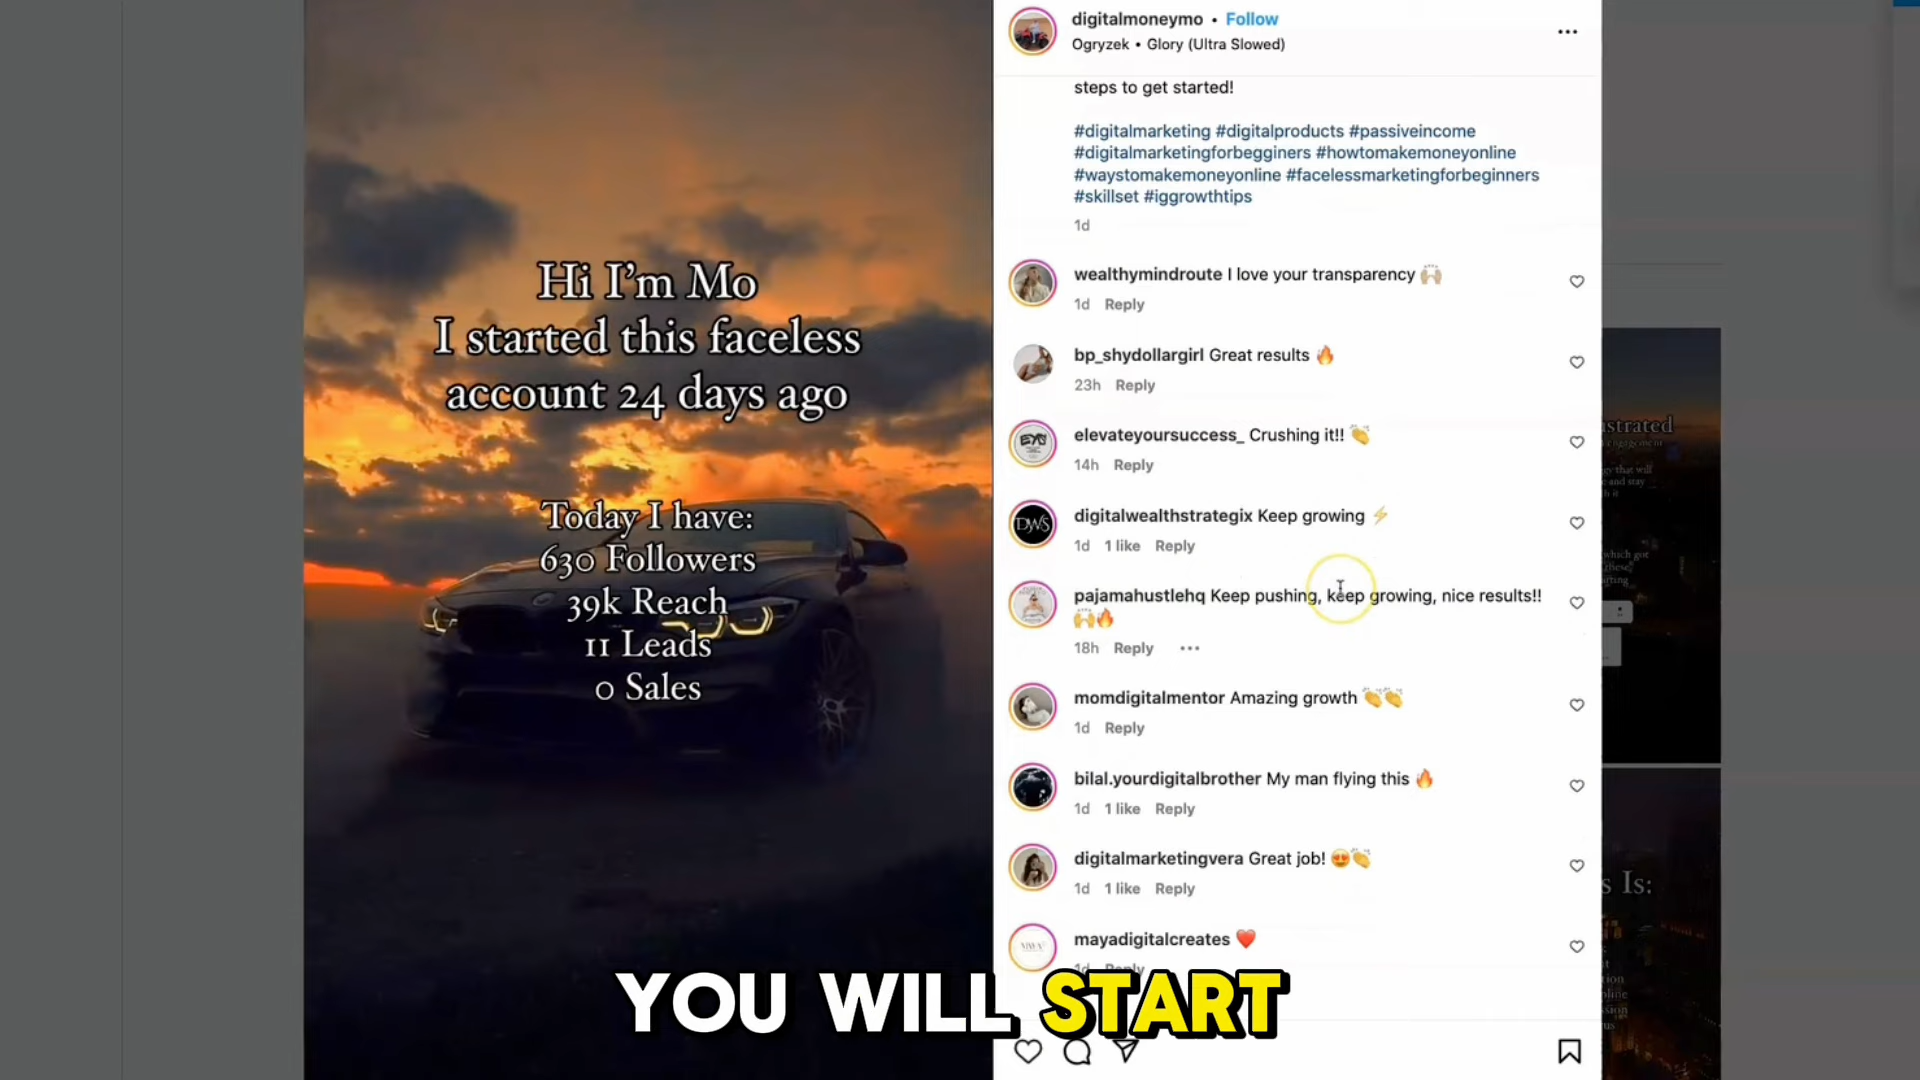 Hi I'm Mo
I started this faceless
account 24 days ago
Today I have:
630 Followers
39k Reach
11 Leads
0 Sales
digitalmoneymo • Follow
Ogryzek • Glory (Ultra Slowed)
steps to get started!
#digitalmarketing #digitalproducts #passiveincome
#digitalmarketingforbegginers #howtomakemoneyonline
#waystomakemoneyonline #facelessmarketingforbeginners
#skillset #iggrowthtips
1d
wealthymindroute I love your transparency 🙌🏼
1d Reply
bp_shydollargirl Great results 🔥
23h Reply
elevateyoursuccess_ Crushing it!! 👏
14h Reply
digitalwealthstrategix Keep growing ⚡
1d 1 like Reply
pajamahustlehq Keep pushing, keep growing, nice results!!
🙌🔥
18h Reply
momdigitalmentor Amazing growth 👏👏
1d Reply
bilal.yourdigitalbrother My man flying this 🔥
1d 1 like Reply
digitalmarketingvera Great job! 😍👏
1d 1 like Reply
mayadigitalcreates ❤️
1d Reply
YOU WILL START
EYS
DWS
s Is: